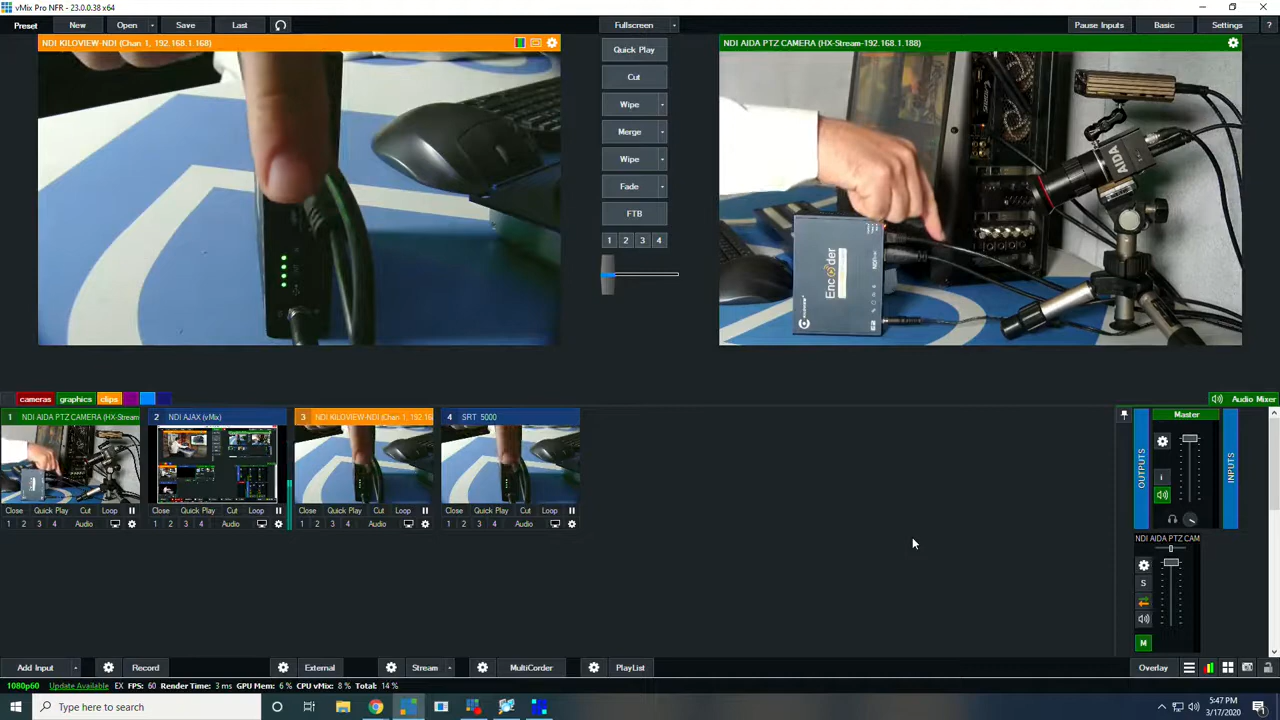 vMix Pro NFR - 23.0.0.38 x64
Preset New Open Save Last Fullscreen Pause Inputs Basic Settings ?
NDI KILOVIEW-NDI (Chan 1, 192.168.1.168)
NDI AIDA PTZ CAMERA (HX-Stream-192.168.1.188)
Quick Play
Cut
Wipe
Merge
Wipe
Fade
FTB
1 2 3 4
AIDA
Encoder
NDI
E2
cameras graphics clips Audio Mixer
1 NDI AIDA PTZ CAMERA (HX-Stream
2 NDI AJAX (vMix)
3 NDI KILOVIEW-NDI (Chan 1, 192.16
4 SRT 5000
Close Quick Play Cut Loop
1 2 3 4 Audio
Close Quick Play Cut Loop
1 2 3 4 Audio
Close Quick Play Cut Loop
1 2 3 4 Audio
Close Quick Play Cut Loop
1 2 3 4 Audio
Master
OUTPUTS
INPUTS
NDI AIDA PTZ CAM
S
M
Add Input Record External Stream MultiCorder PlayList Overlay
1080p60 Update Available EX FPS: 60 Render Time: 3 ms GPU Mem: 6 % CPU vMix: 8 % Total: 14 %
Type here to search
5:47 PM
3/17/2020